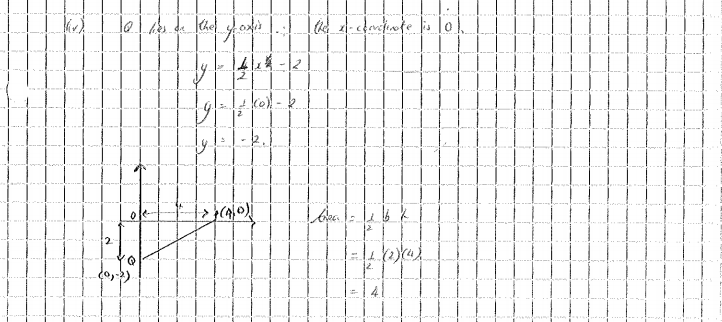 (iv) Q lies on the y-axis ∴ the x-coordinate is 0.
y = 1/2 x - 2
y = 1/2 (0) - 2
y = -2.
0 4 (4,0)
Area = 1/2 b h
2
= 1/2 (2)(4)
Q
(0,-2)
= 4